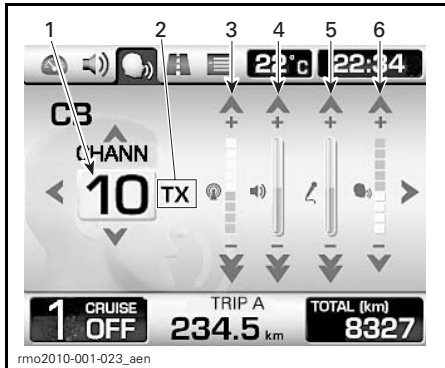 1 2 3 4 5 6
22°c 22:34
CB
+ + + +
CHANN
10 TX
- - - -
1 CRUISE OFF
TRIP A
234.5 km
TOTAL (km)
8327
rmo2010-001-023_aen